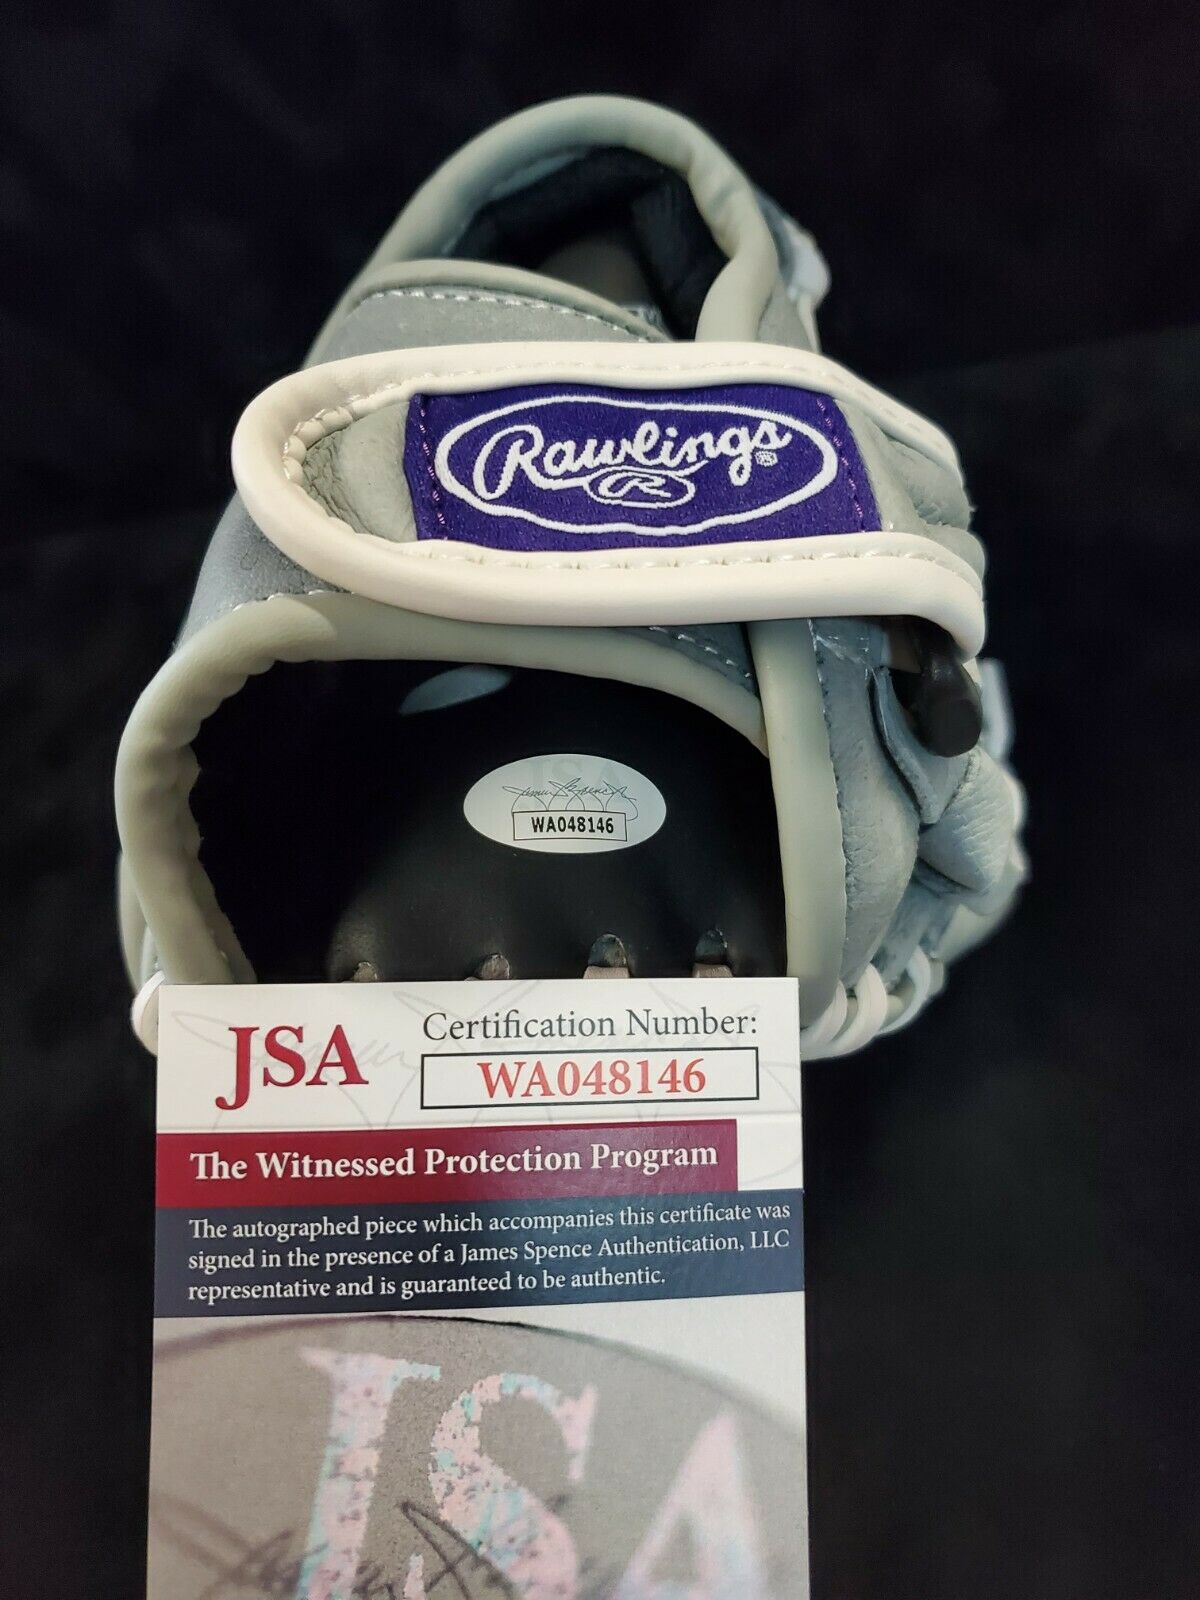 Rawlings
R
JSA
WA048146
JSA
Certification Number:
WA048146
The Witnessed Protection Program
The autographed piece which accompanies this certificate was
signed in the presence of a James Spence Authentication, LLC
representative and is guaranteed to be authentic.
JSA